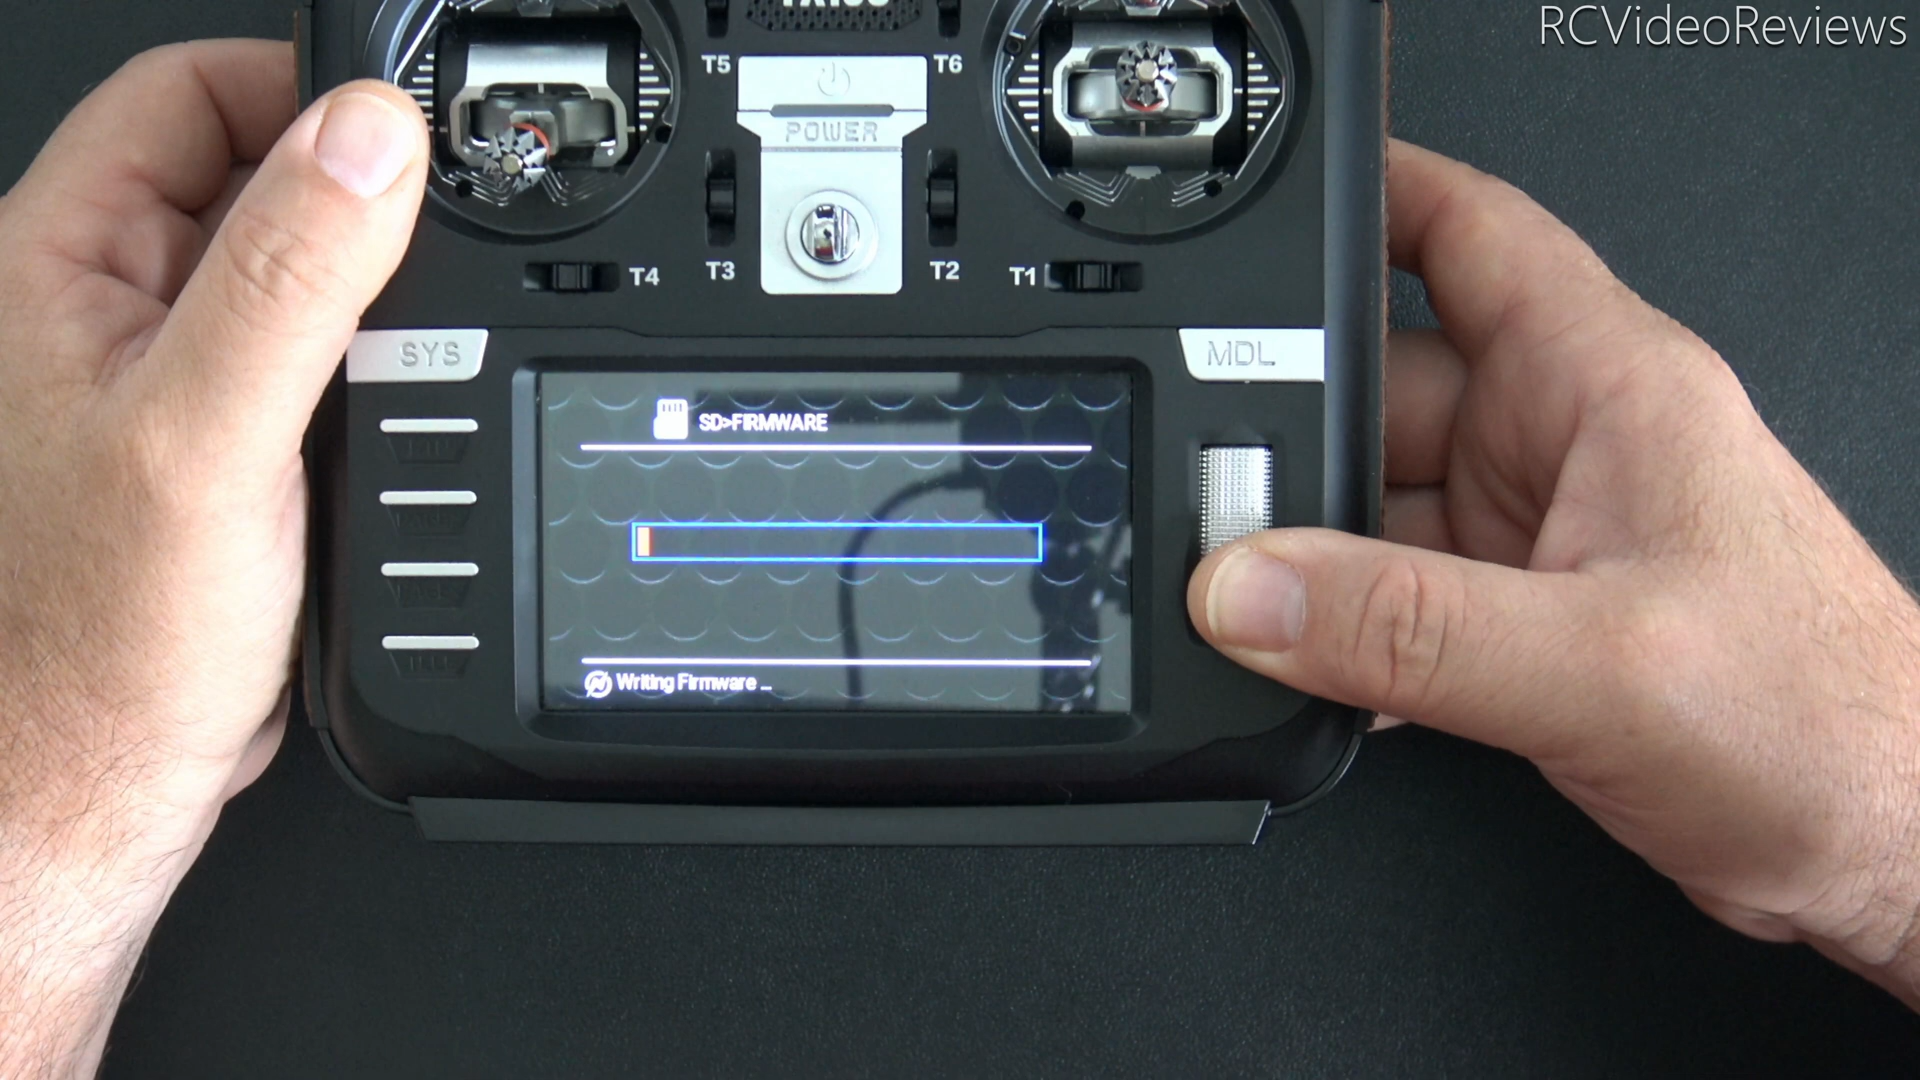 RCVideoReviews
T5
T6
POWER
T4
T3
T2
T1
SYS
MDL
SD>FIRMWARE
Writing Firmware ...